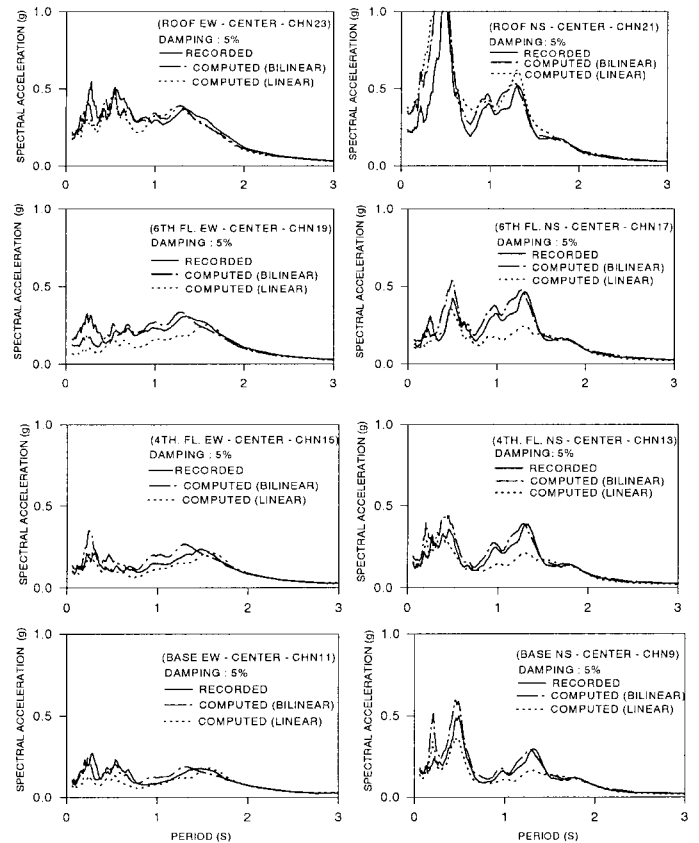 1.0
(ROOF EW - CENTER - CHN23)
DAMPING : 5%
RECORDED
COMPUTED (BILINEAR)
COMPUTED (LINEAR)
0.5
0.0
SPECTRAL ACCELERATION (g)
0 1 2 3
1.0
(ROOF NS - CENTER - CHN21)
DAMPING : 5%
RECORDED
COMPUTED (BILINEAR)
COMPUTED (LINEAR)
0.5
0.0
SPECTRAL ACCELERATION (g)
0 1 2 3
1.0
(6TH FL. EW - CENTER - CHN19)
DAMPING : 5%
RECORDED
COMPUTED (BILINEAR)
COMPUTED (LINEAR)
0.5
0.0
SPECTRAL ACCELERATION (g)
0 1 2 3
1.0
(6TH FL. NS - CENTER - CHN17)
DAMPING : 5%
RECORDED
COMPUTED (BILINEAR)
COMPUTED (LINEAR)
0.5
0.0
SPECTRAL ACCELERATION (g)
0 1 2 3
1.0
(4TH. FL. EW - CENTER - CHN15)
DAMPING : 5%
RECORDED
COMPUTED (BILINEAR)
COMPUTED (LINEAR)
0.5
0.0
SPECTRAL ACCELERATION (g)
0 1 2 3
1.0
(4TH. FL. NS - CENTER - CHN13)
DAMPING: 5%
RECORDED
COMPUTED (BILINEAR)
COMPUTED (LINEAR)
0.5
0.0
SPECTRAL ACCELERATION (g)
0 1 2 3
1.0
(BASE EW - CENTER - CHN11)
DAMPING : 5%
RECORDED
COMPUTED (BILINEAR)
COMPUTED (LINEAR)
0.5
0.0
SPECTRAL ACCELERATION (g)
0 1 2 3
PERIOD (S)
1.0
(BASE NS - CENTER - CHN9)
DAMPING : 5%
RECORDED
COMPUTED (BILINEAR)
COMPUTED (LINEAR)
0.5
0.0
SPECTRAL ACCELERATION (g)
0 1 2 3
PERIOD (S)